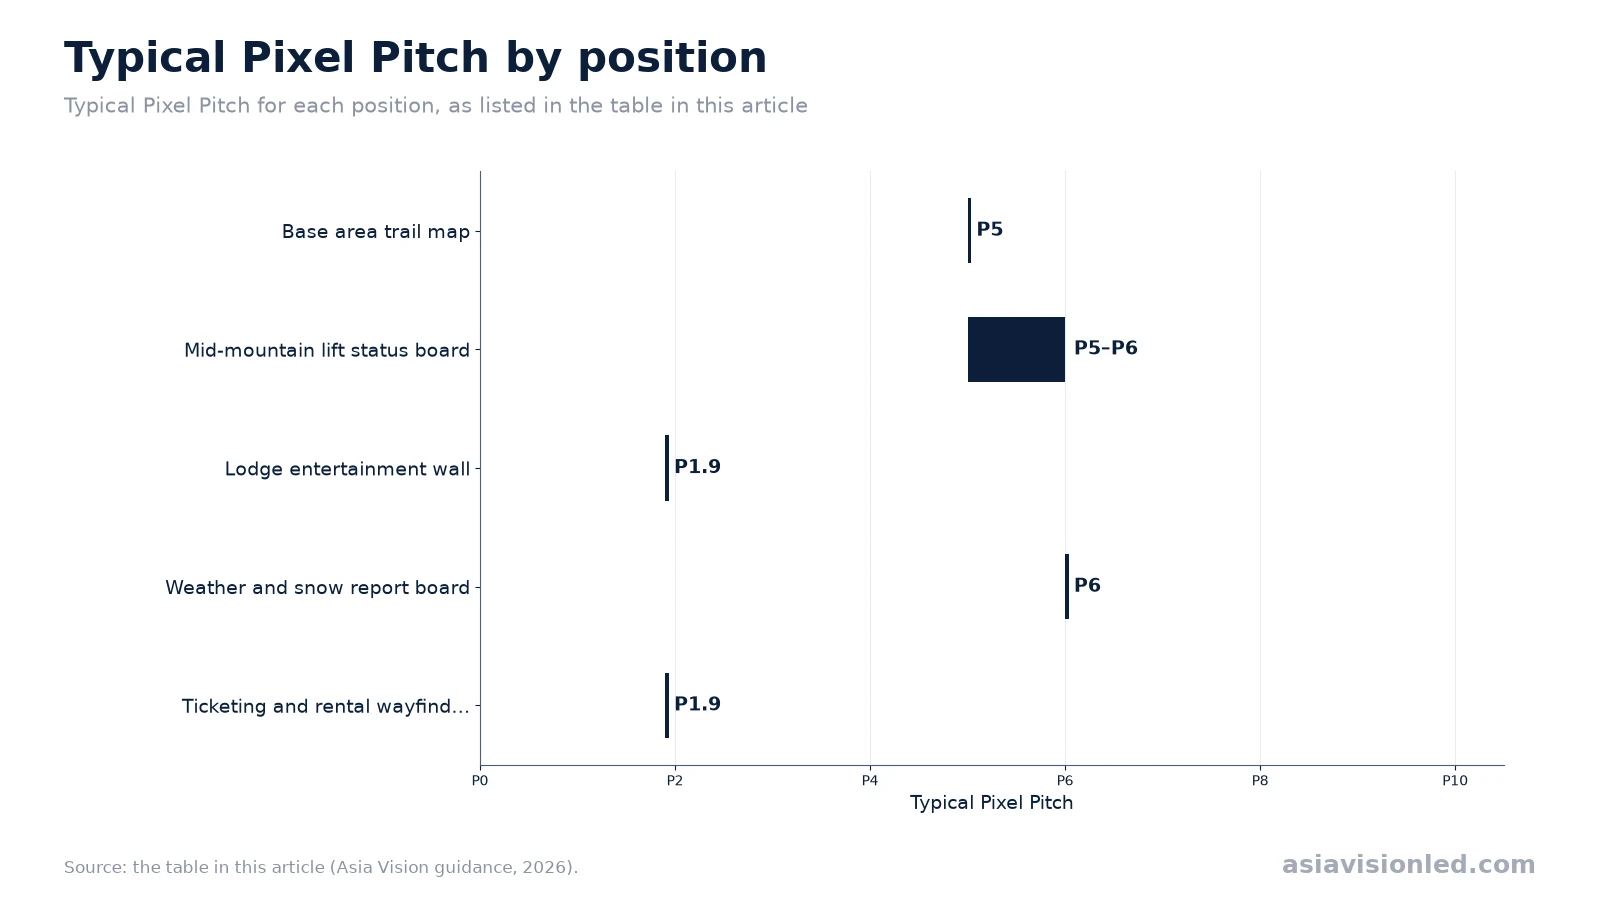 Typical Pixel Pitch by position
Typical Pixel Pitch for each position, as listed in the table in this article
Base area trail map
P5
Mid-mountain lift status board
P5–P6
Lodge entertainment wall
P1.9
Weather and snow report board
P6
Ticketing and rental wayfind…
P1.9
P0 P2 P4 P6 P8 P10
Typical Pixel Pitch
Source: the table in this article (Asia Vision guidance, 2026).
asiavisionled.com